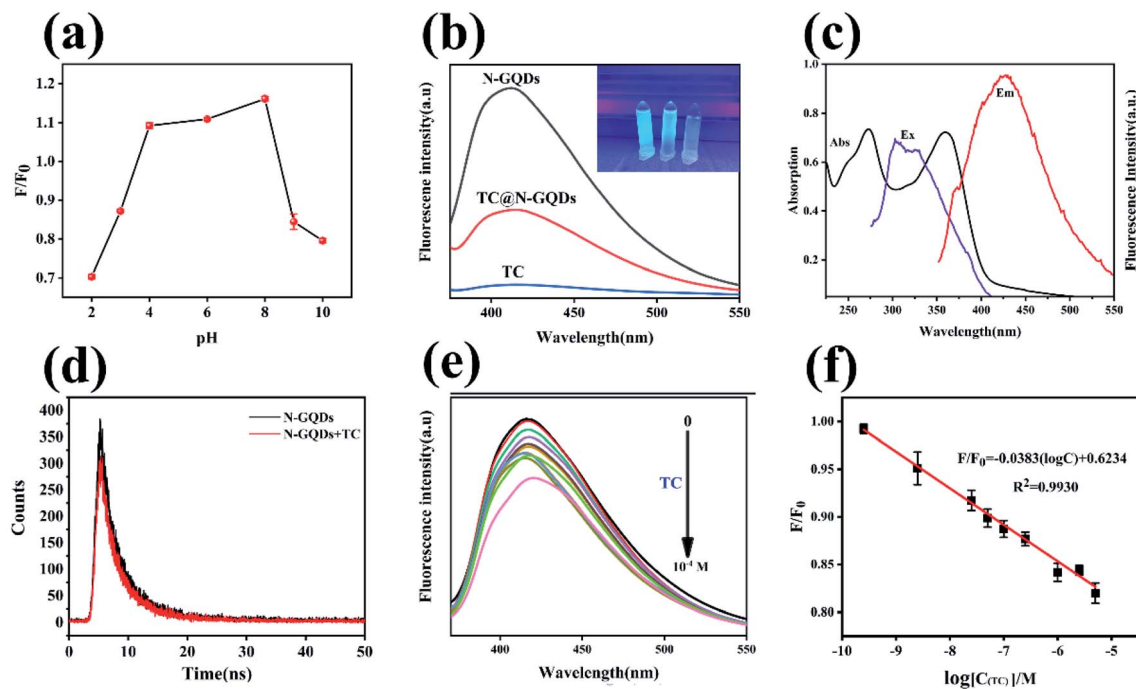 (a)
F/F₀
1.2
1.1
1.0
0.9
0.8
0.7
2 4 6 8 10
pH
(b)
Fluorescene intensity(a.u)
N-GQDs
TC@N-GQDs
TC
400 450 500 550
Wavelength(nm)
(c)
Absorption
1.0
0.8
0.6
0.4
0.2
Abs
Ex
Em
Fluorescence Intensity(a.u.)
225 250 300 350 400 450 500 550
Wavelength(nm)
(d)
Counts
400
350
300
250
200
150
100
50
0
N-GQDs
N-GQDs+TC
0 10 20 30 40 50
Time(ns)
(e)
Fluorescence intensity(a.u)
0
TC
10⁻⁴ M
400 450 500 550
Wavelength(nm)
(f)
F/F₀
1.00
0.95
0.90
0.85
0.80
F/F₀=-0.0383(logC)+0.6234
R²=0.9930
-10 -9 -8 -7 -6 -5 -4
log[C(TC)]/M